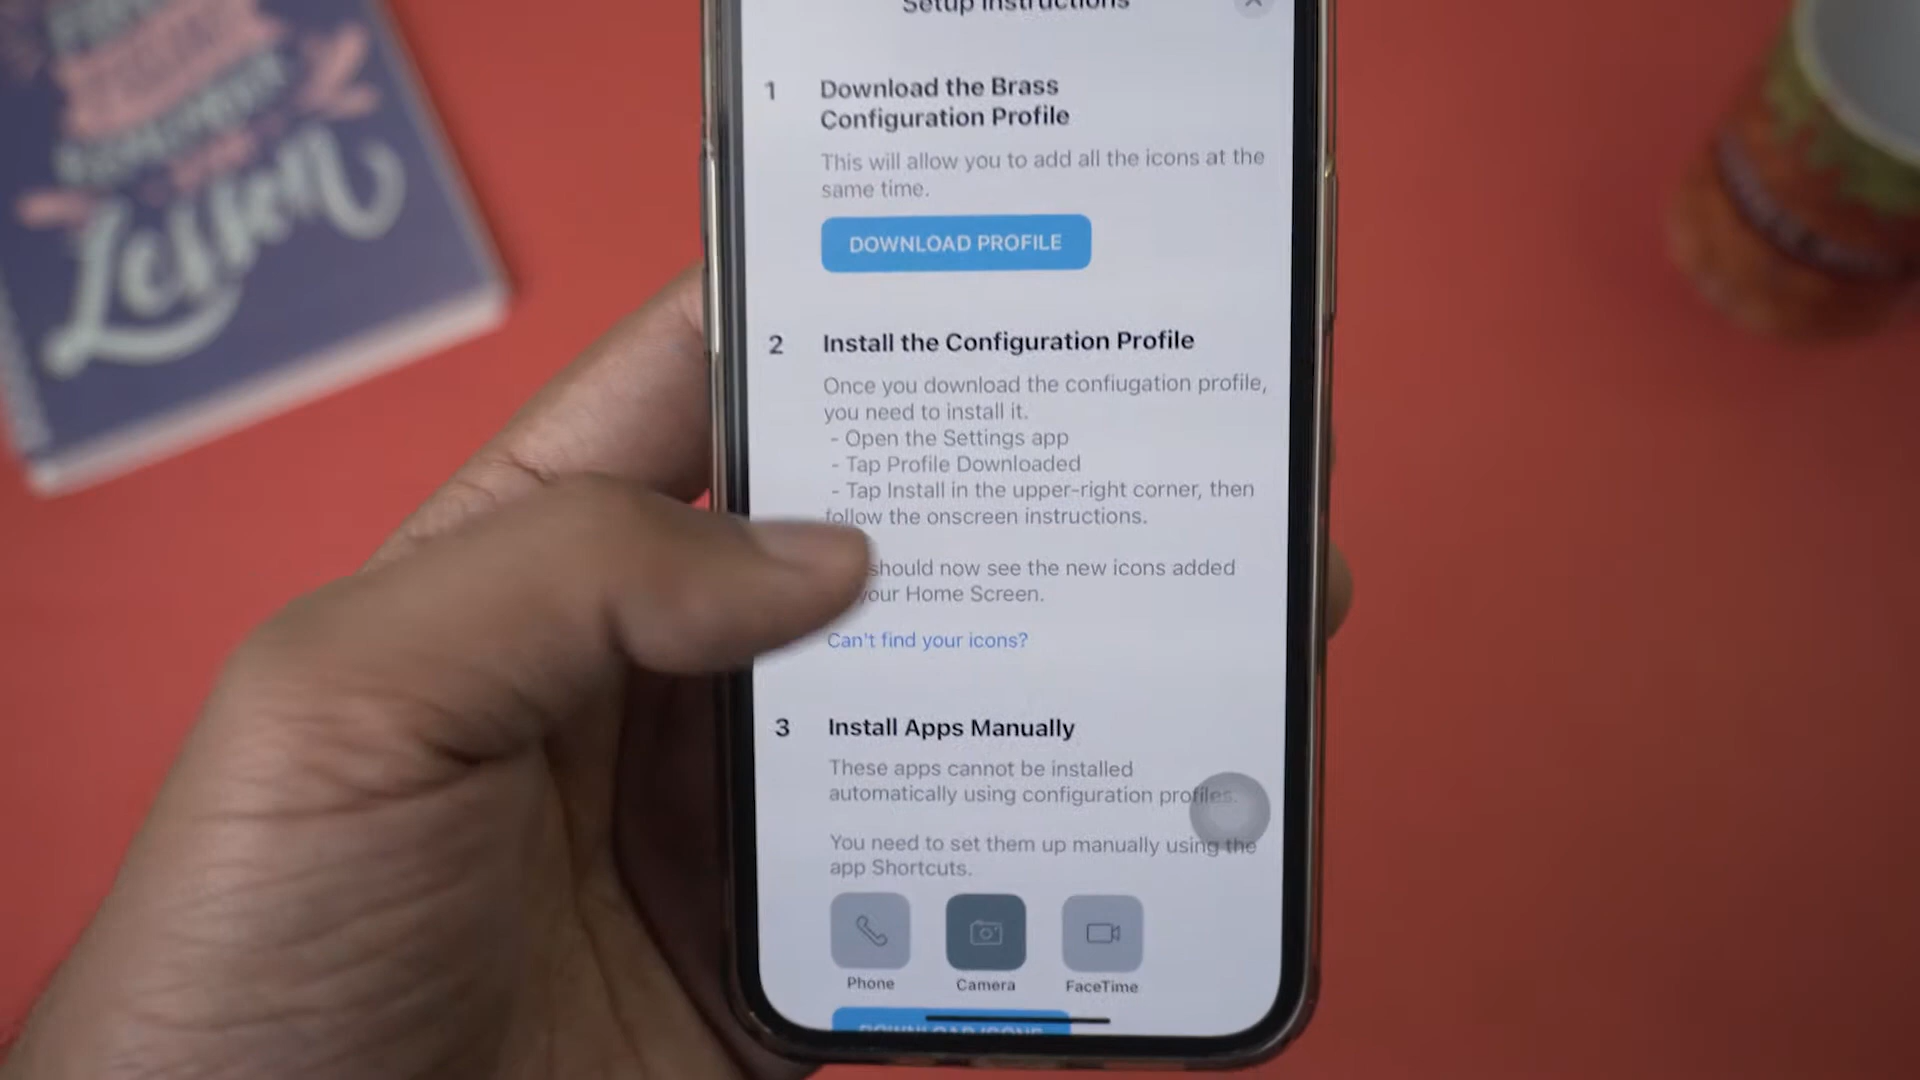 Setup Instructions
1
Download the Brass
Configuration Profile
This will allow you to add all the icons at the
same time.
DOWNLOAD PROFILE
2
Install the Configuration Profile
Once you download the confiugation profile,
you need to install it.
- Open the Settings app
- Tap Profile Downloaded
- Tap Install in the upper-right corner, then
follow the onscreen instructions.
should now see the new icons added
your Home Screen.
Can't find your icons?
3
Install Apps Manually
These apps cannot be installed
automatically using configuration profiles.
You need to set them up manually using the
app Shortcuts.
Phone
Camera
FaceTime
DOWNLOAD ICONS
Learn